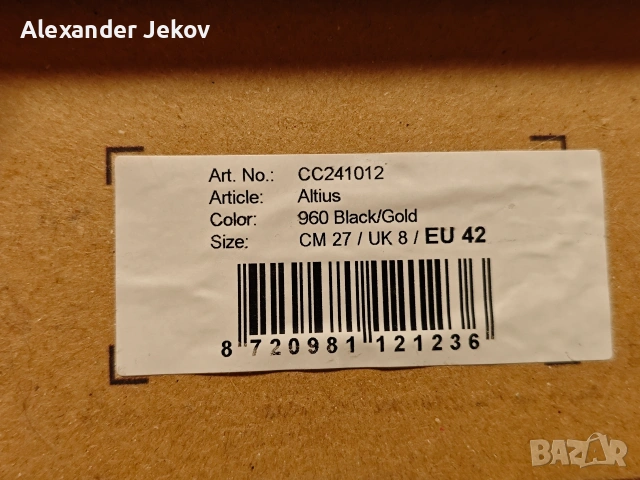 Alexander Jekov
Art. No.: CC241012
Article: Altius
Color: 960 Black/Gold
Size: CM 27 / UK 8 / EU 42
8 720981 121236
BAZAR